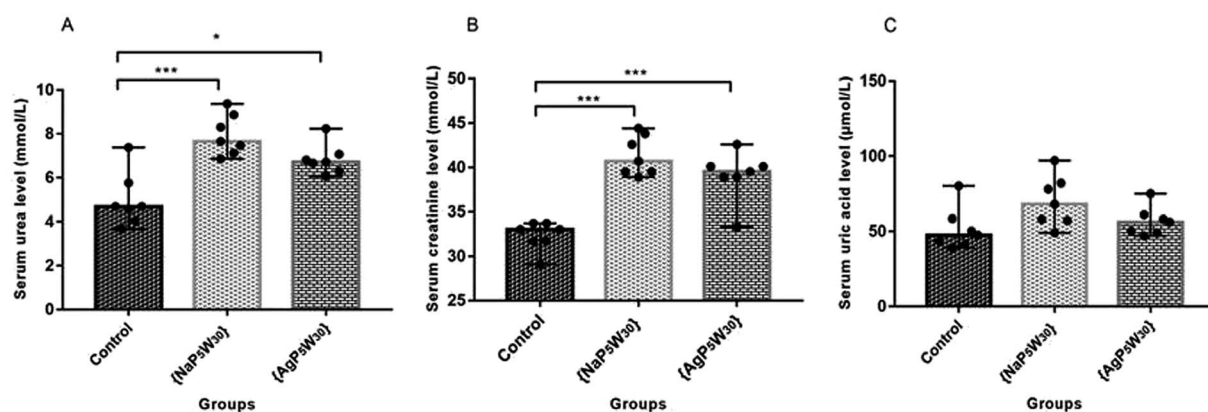 A
Serum urea level (mmol/L)
10
8
6
4
2
0
*
***
Control
{NaP5W30}
{AgP5W30}
Groups
B
Serum creatinine level (mmol/L)
50
45
40
35
30
25
***
***
Control
{NaP5W30}
{AgP5W30}
Groups
C
Serum uric acid level (µmol/L)
150
100
50
0
Control
{NaP5W30}
{AgP5W30}
Groups